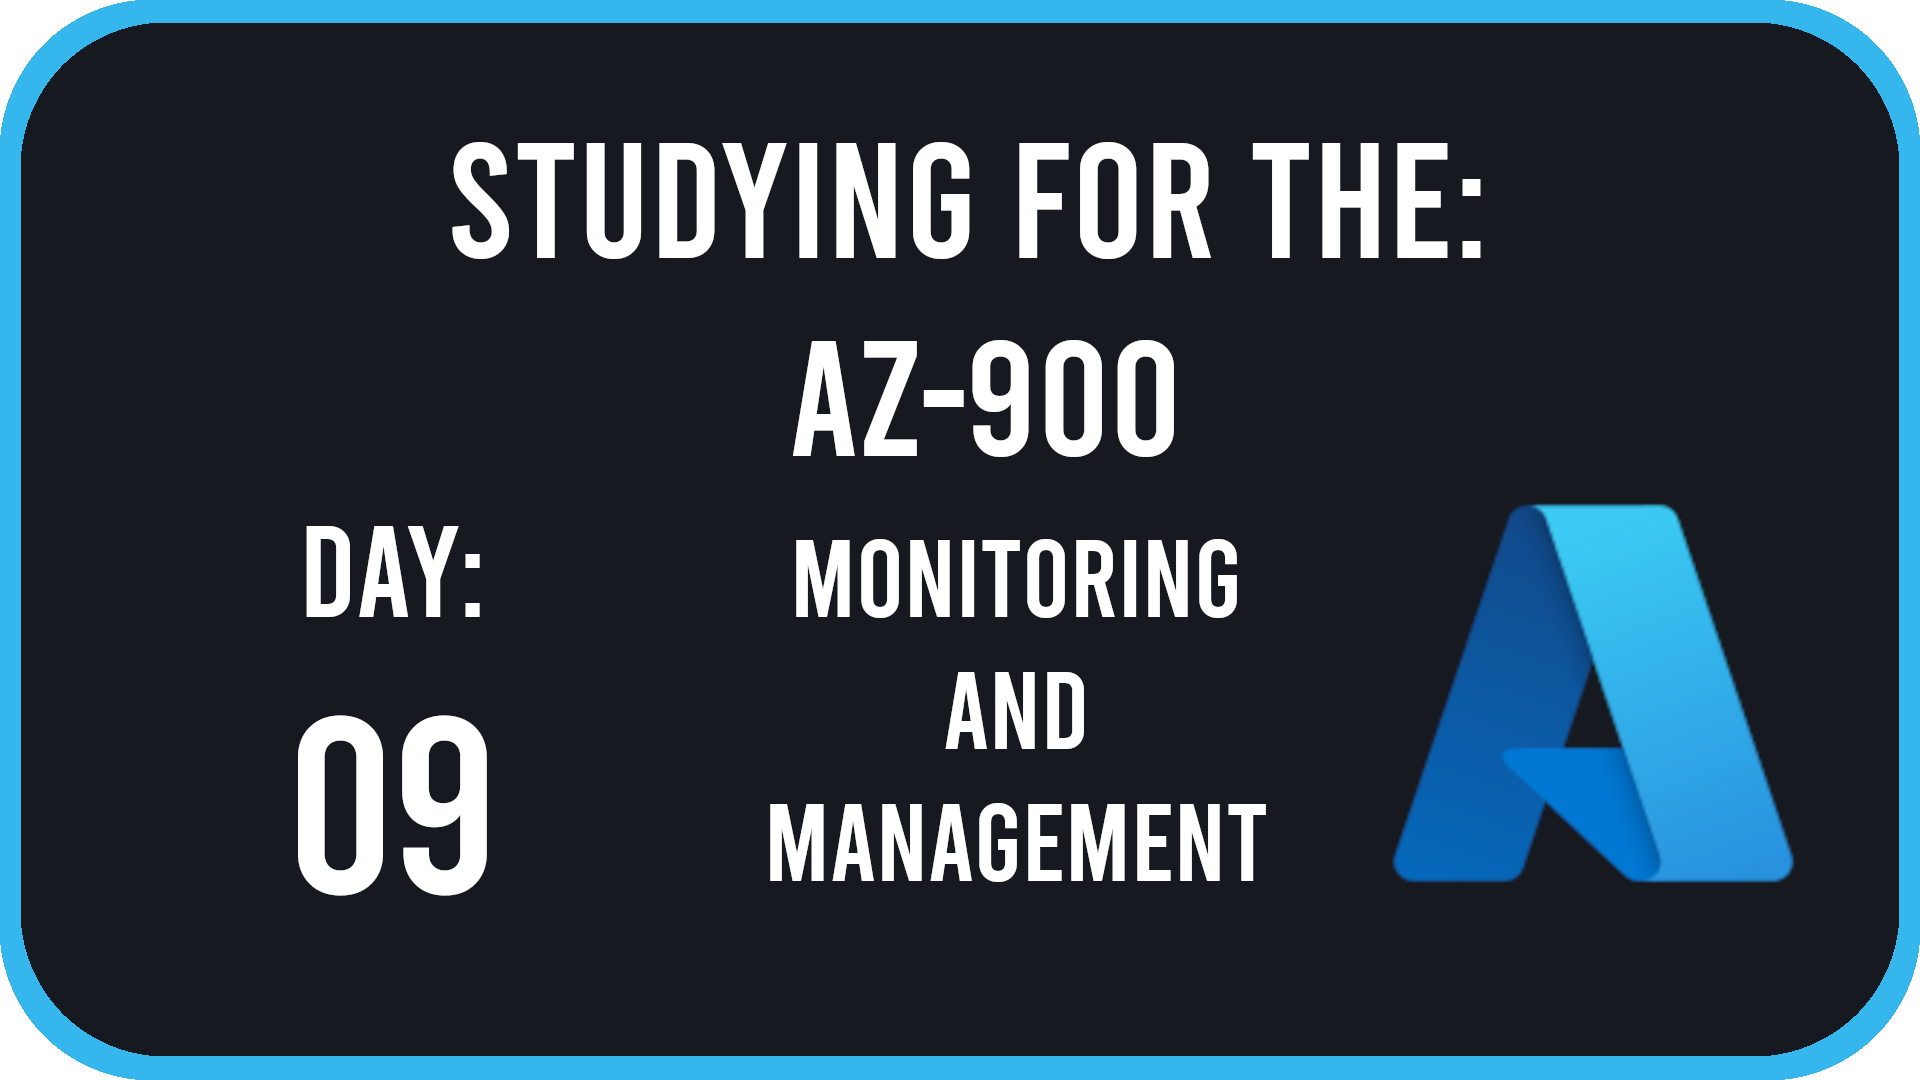 STUDYING FOR THE:
AZ-900
DAY:
09
MONITORING
AND
MANAGEMENT